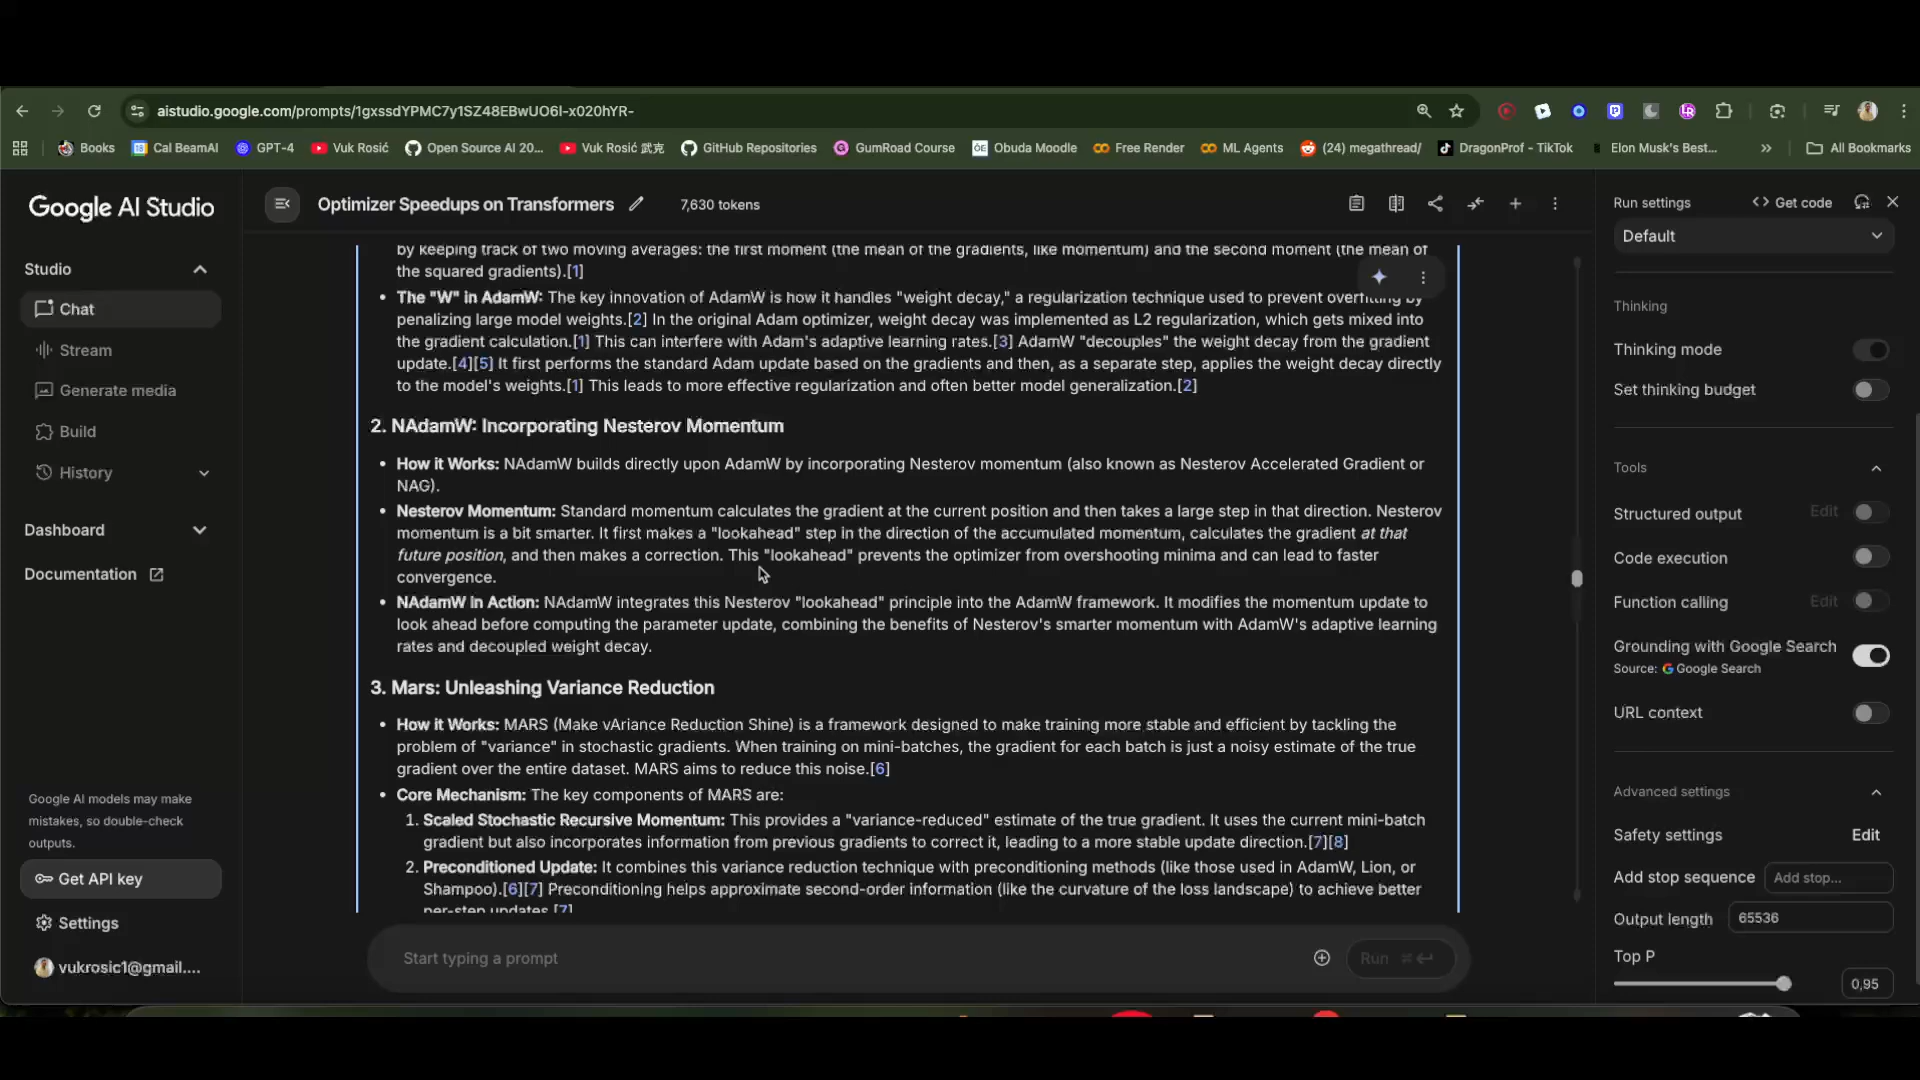 aistudio.google.com/prompts/1gxssdYPMC7y1SZ48EBwUO6I-x020hYR-
Books
Cal BeamAI
GPT-4
Vuk Rosić
Open Source AI 20...
Vuk Rosić 武克
GitHub Repositories
GumRoad Course
Obuda Moodle
Free Render
ML Agents
(24) megathread/
DragonProf - TikTok
Elon Musk's Best...
All Bookmarks
Google AI Studio
Studio
Chat
Stream
Generate media
Build
History
Dashboard
Documentation
Google AI models may make
mistakes, so double-check
outputs.
Get API key
Settings
vukrosic1@gmail....
Optimizer Speedups on Transformers
7,630 tokens
by keeping track of two moving averages: the first moment (the mean of the gradients, like momentum) and the second moment (the mean of
the squared gradients).[1]
• The "W" in AdamW: The key innovation of AdamW is how it handles "weight decay," a regularization technique used to prevent overfitting by
penalizing large model weights.[2] In the original Adam optimizer, weight decay was implemented as L2 regularization, which gets mixed into
the gradient calculation.[1] This can interfere with Adam's adaptive learning rates.[3] AdamW "decouples" the weight decay from the gradient
update.[4][5] It first performs the standard Adam update based on the gradients and then, as a separate step, applies the weight decay directly
to the model's weights.[1] This leads to more effective regularization and often better model generalization.[2]
2. NAdamW: Incorporating Nesterov Momentum
• How it Works: NAdamW builds directly upon AdamW by incorporating Nesterov momentum (also known as Nesterov Accelerated Gradient or
NAG).
• Nesterov Momentum: Standard momentum calculates the gradient at the current position and then takes a large step in that direction. Nesterov
momentum is a bit smarter. It first makes a "lookahead" step in the direction of the accumulated momentum, calculates the gradient at that
future position, and then makes a correction. This "lookahead" prevents the optimizer from overshooting minima and can lead to faster
convergence.
• NAdamW in Action: NAdamW integrates this Nesterov "lookahead" principle into the AdamW framework. It modifies the momentum update to
look ahead before computing the parameter update, combining the benefits of Nesterov's smarter momentum with AdamW's adaptive learning
rates and decoupled weight decay.
3. Mars: Unleashing Variance Reduction
• How it Works: MARS (Make vAriance Reduction Shine) is a framework designed to make training more stable and efficient by tackling the
problem of "variance" in stochastic gradients. When training on mini-batches, the gradient for each batch is just a noisy estimate of the true
gradient over the entire dataset. MARS aims to reduce this noise.[6]
• Core Mechanism: The key components of MARS are:
1. Scaled Stochastic Recursive Momentum: This provides a "variance-reduced" estimate of the true gradient. It uses the current mini-batch
gradient but also incorporates information from previous gradients to correct it, leading to a more stable update direction.[7][8]
2. Preconditioned Update: It combines this variance reduction technique with preconditioning methods (like those used in AdamW, Lion, or
Shampoo).[6][7] Preconditioning helps approximate second-order information (like the curvature of the loss landscape) to achieve better
per-step updates.[7]
Start typing a prompt
Run
Run settings
<> Get code
Default
Thinking
Thinking mode
Set thinking budget
Tools
Structured output Edit
Code execution
Function calling Edit
Grounding with Google Search
Source: Google Search
URL context
Advanced settings
Safety settings Edit
Add stop sequence Add stop...
Output length 65536
Top P
0,95